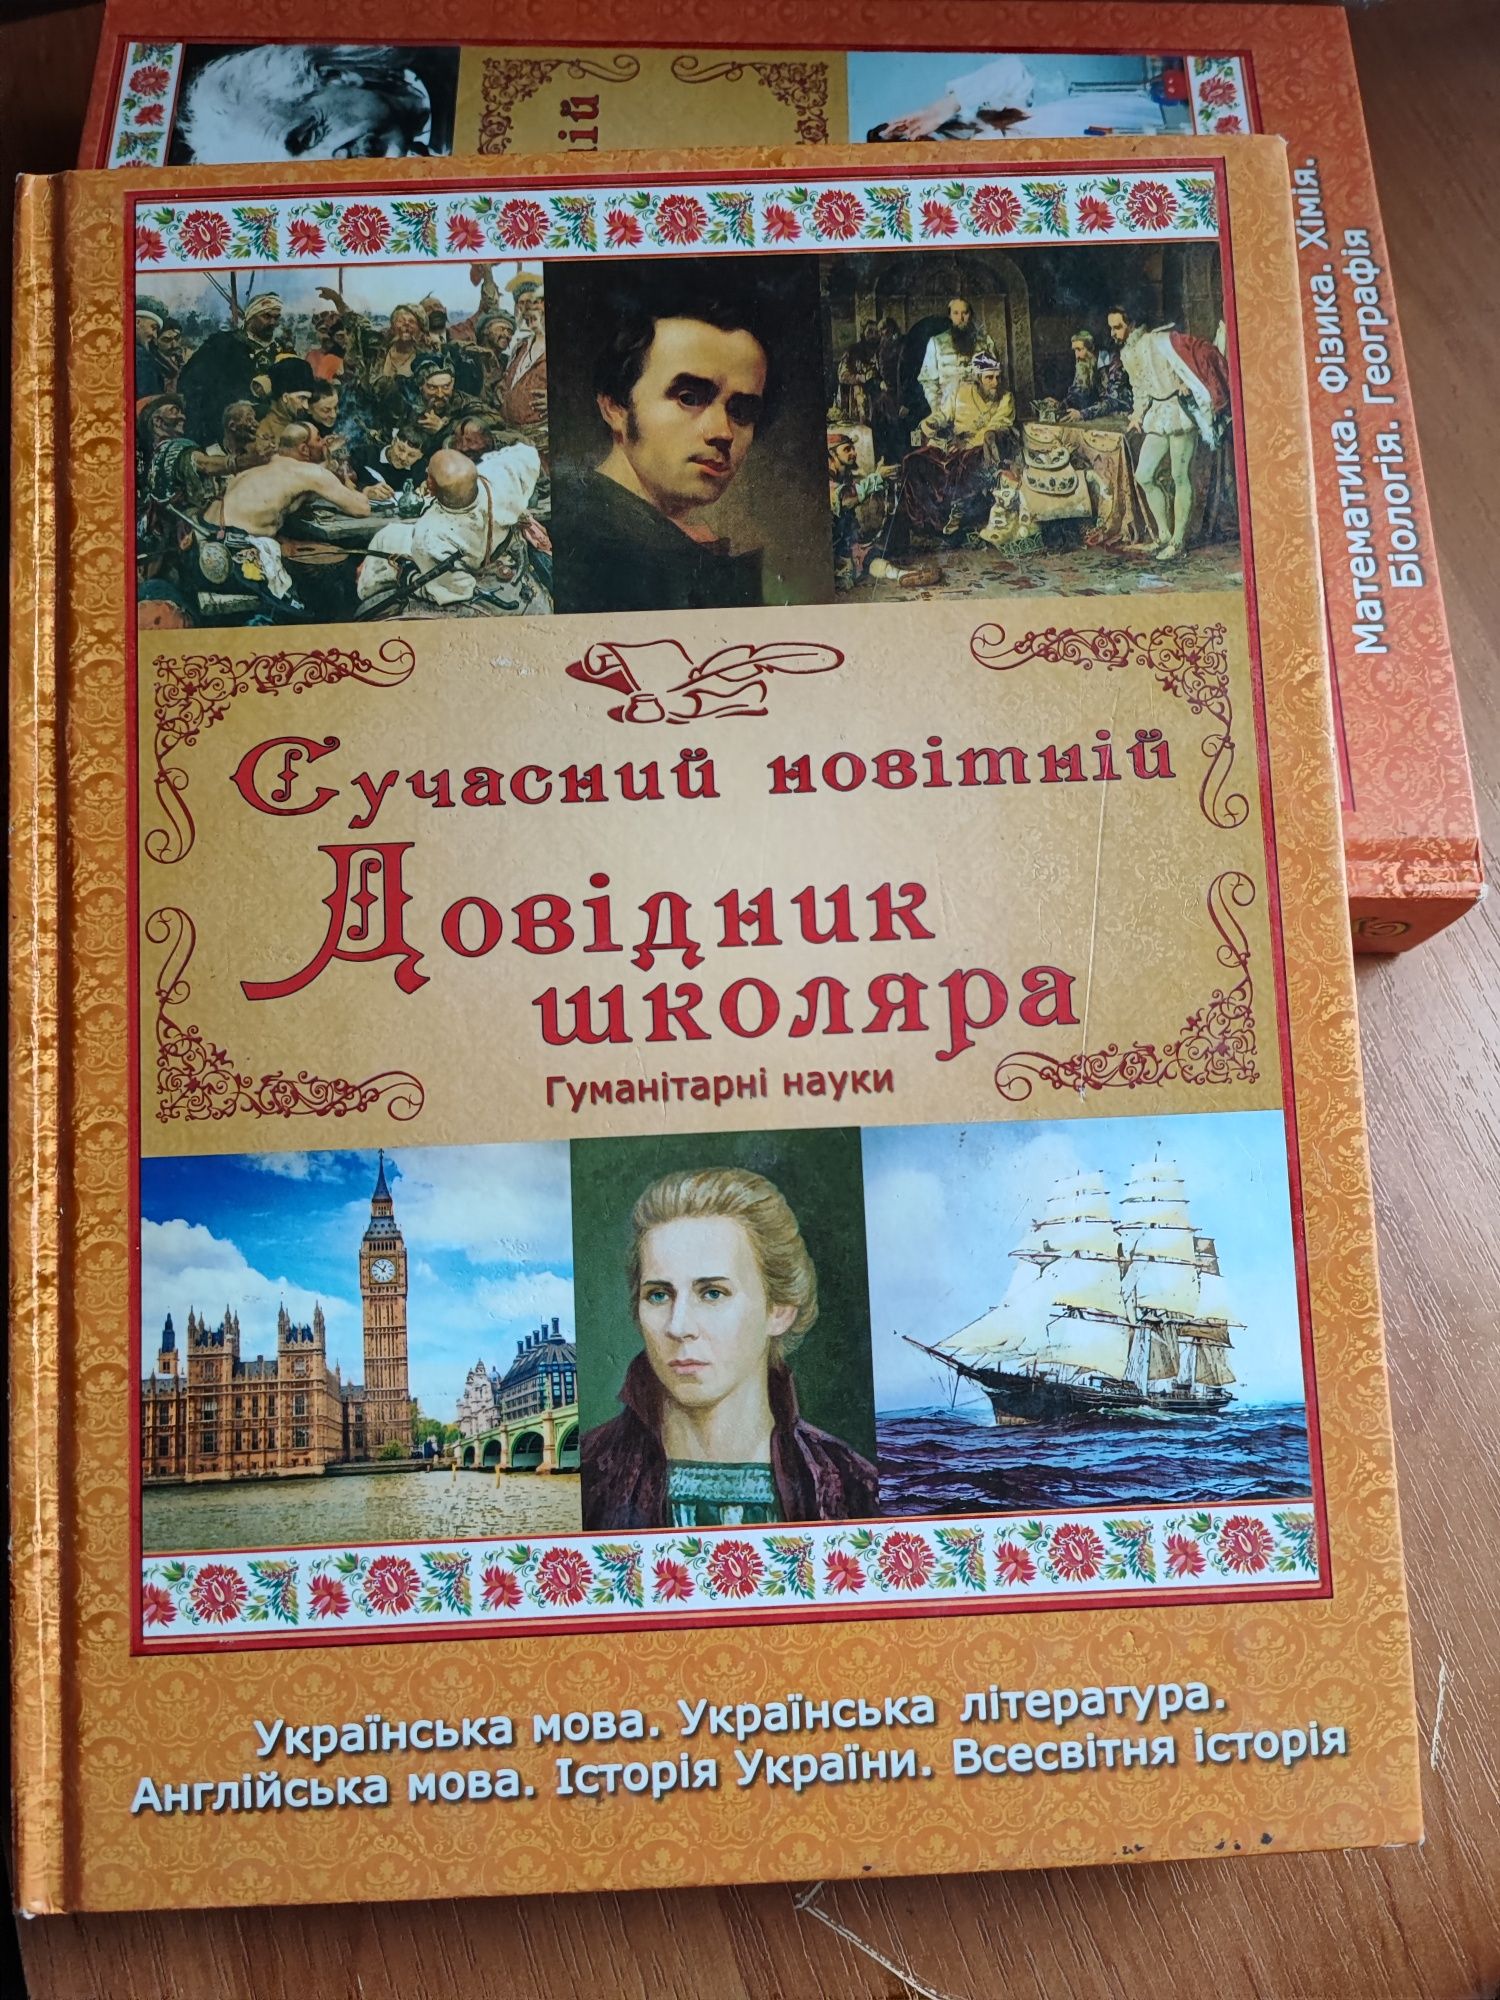 ній
Математика. Фізика. Хімія.
Біологія. Географія
Сучасний новітній
Довідник
школяра
Гуманітарні науки
Українська мова. Українська література.
Англійська мова. Історія України. Всесвітня історія